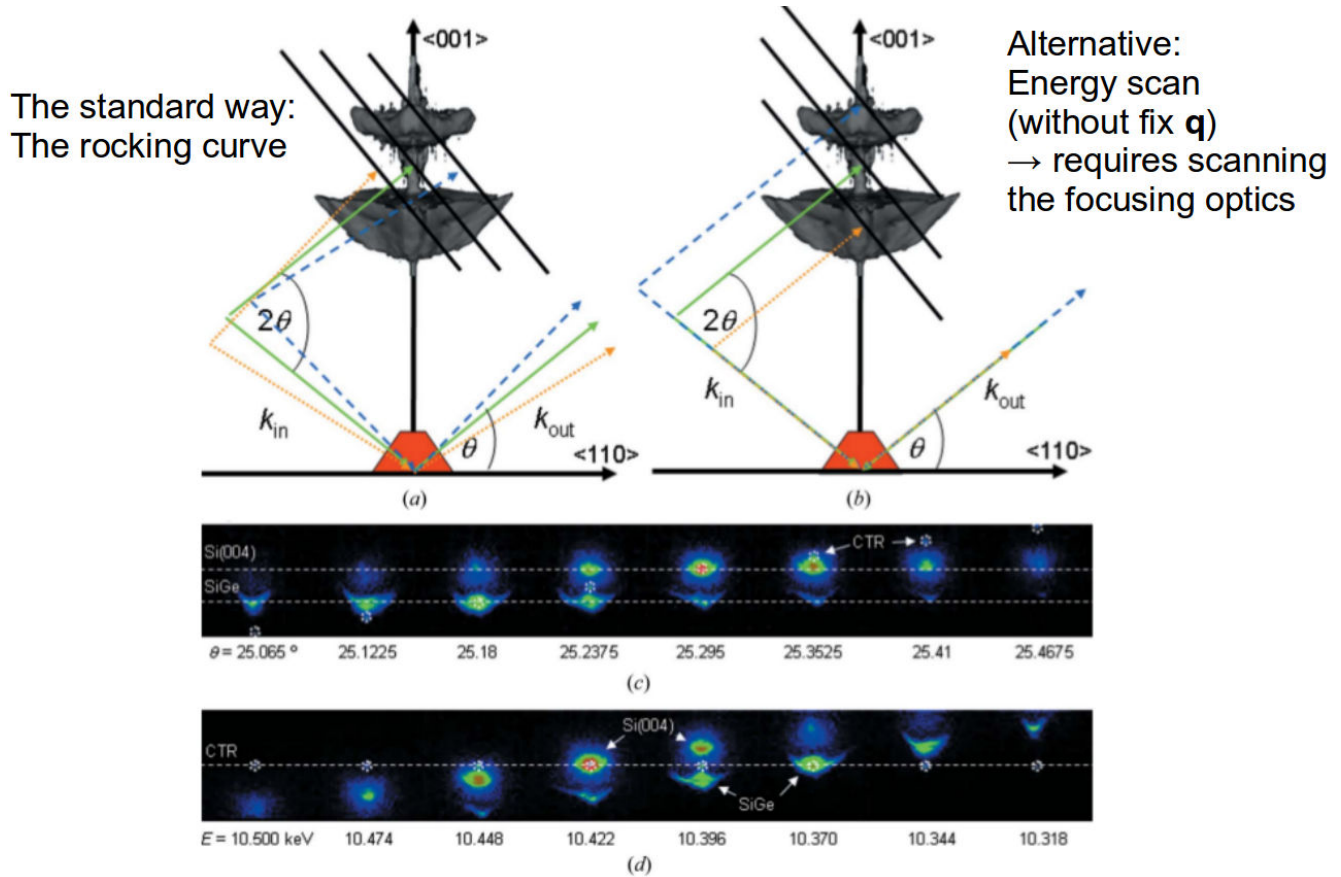 The standard way:
The rocking curve
<001>
2θ
k_in
k_out
θ
<110>
(a)
<001>
2θ
k_in
k_out
θ
<110>
(b)
Alternative:
Energy scan
(without fix q)
→ requires scanning
the focusing optics
Si(004)
CTR
SiGe
θ = 25.065 ° 25.1225 25.18 25.2375 25.295 25.3525 25.41 25.4675
(c)
Si(004)
CTR
SiGe
E = 10.500 keV 10.474 10.448 10.422 10.396 10.370 10.344 10.318
(d)